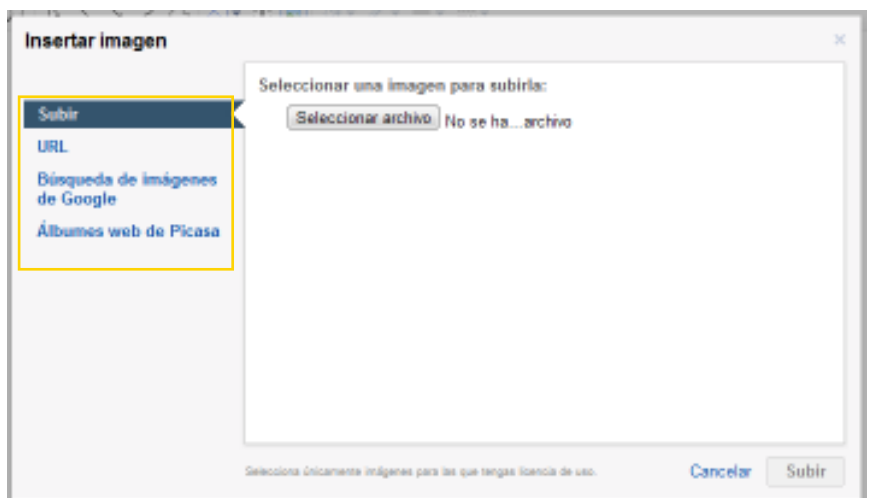 Insertar imagen
×
Seleccionar una imagen para subirla:
Subir
Seleccionar archivo No se ha...archivo
URL
Búsqueda de imágenes
de Google
Álbumes web de Picasa
Selecciona únicamente imágenes para las que tengas licencia de uso.
Cancelar
Subir